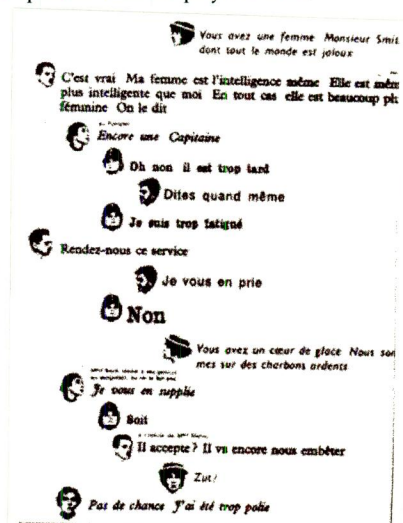 Vous avez une femme Monsieur Smit
dont tout le monde est jaloux
C'est vrai Ma femme est l'intelligence même Elle est mêm
plus intelligente que moi En tout cas elle est beaucoup pl
féminine On le dit
Encore une Capitaine
Oh non il est trop tard
Dites quand même
Je suis trop fatigué
Rendez-nous ce service
Je vous en prie
Non
Vous avez un cœur de glace Nous som
mes sur des charbons ardents
Je vous en supplie
Soit
Il accepte? Il va encore nous embêter
Zut!
Pas de chance J'ai été trop polie